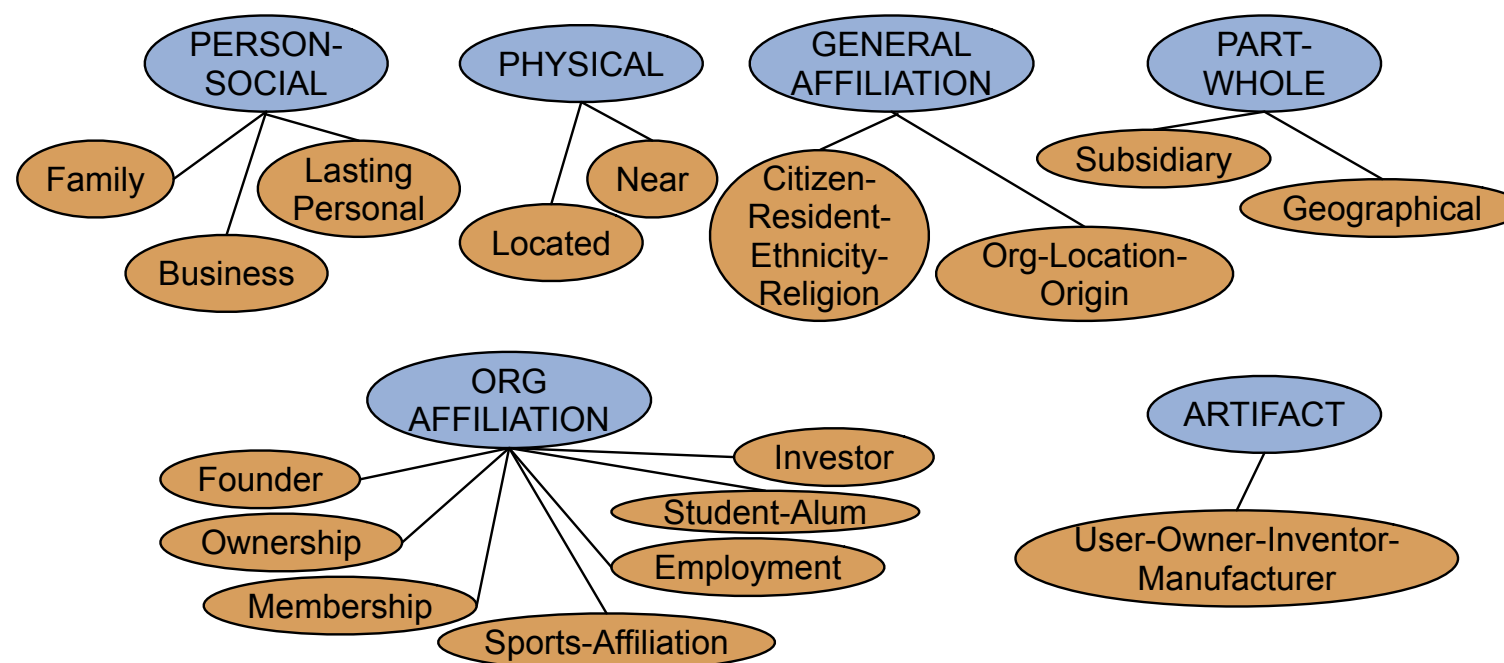 PERSON-
SOCIAL
PHYSICAL
GENERAL
AFFILIATION
PART-
WHOLE
Family
Lasting
Personal
Business
Near
Located
Citizen-
Resident-
Ethnicity-
Religion
Org-Location-
Origin
Subsidiary
Geographical
ORG
AFFILIATION
Founder
Ownership
Membership
Sports-Affiliation
Investor
Student-Alum
Employment
ARTIFACT
User-Owner-Inventor-
Manufacturer